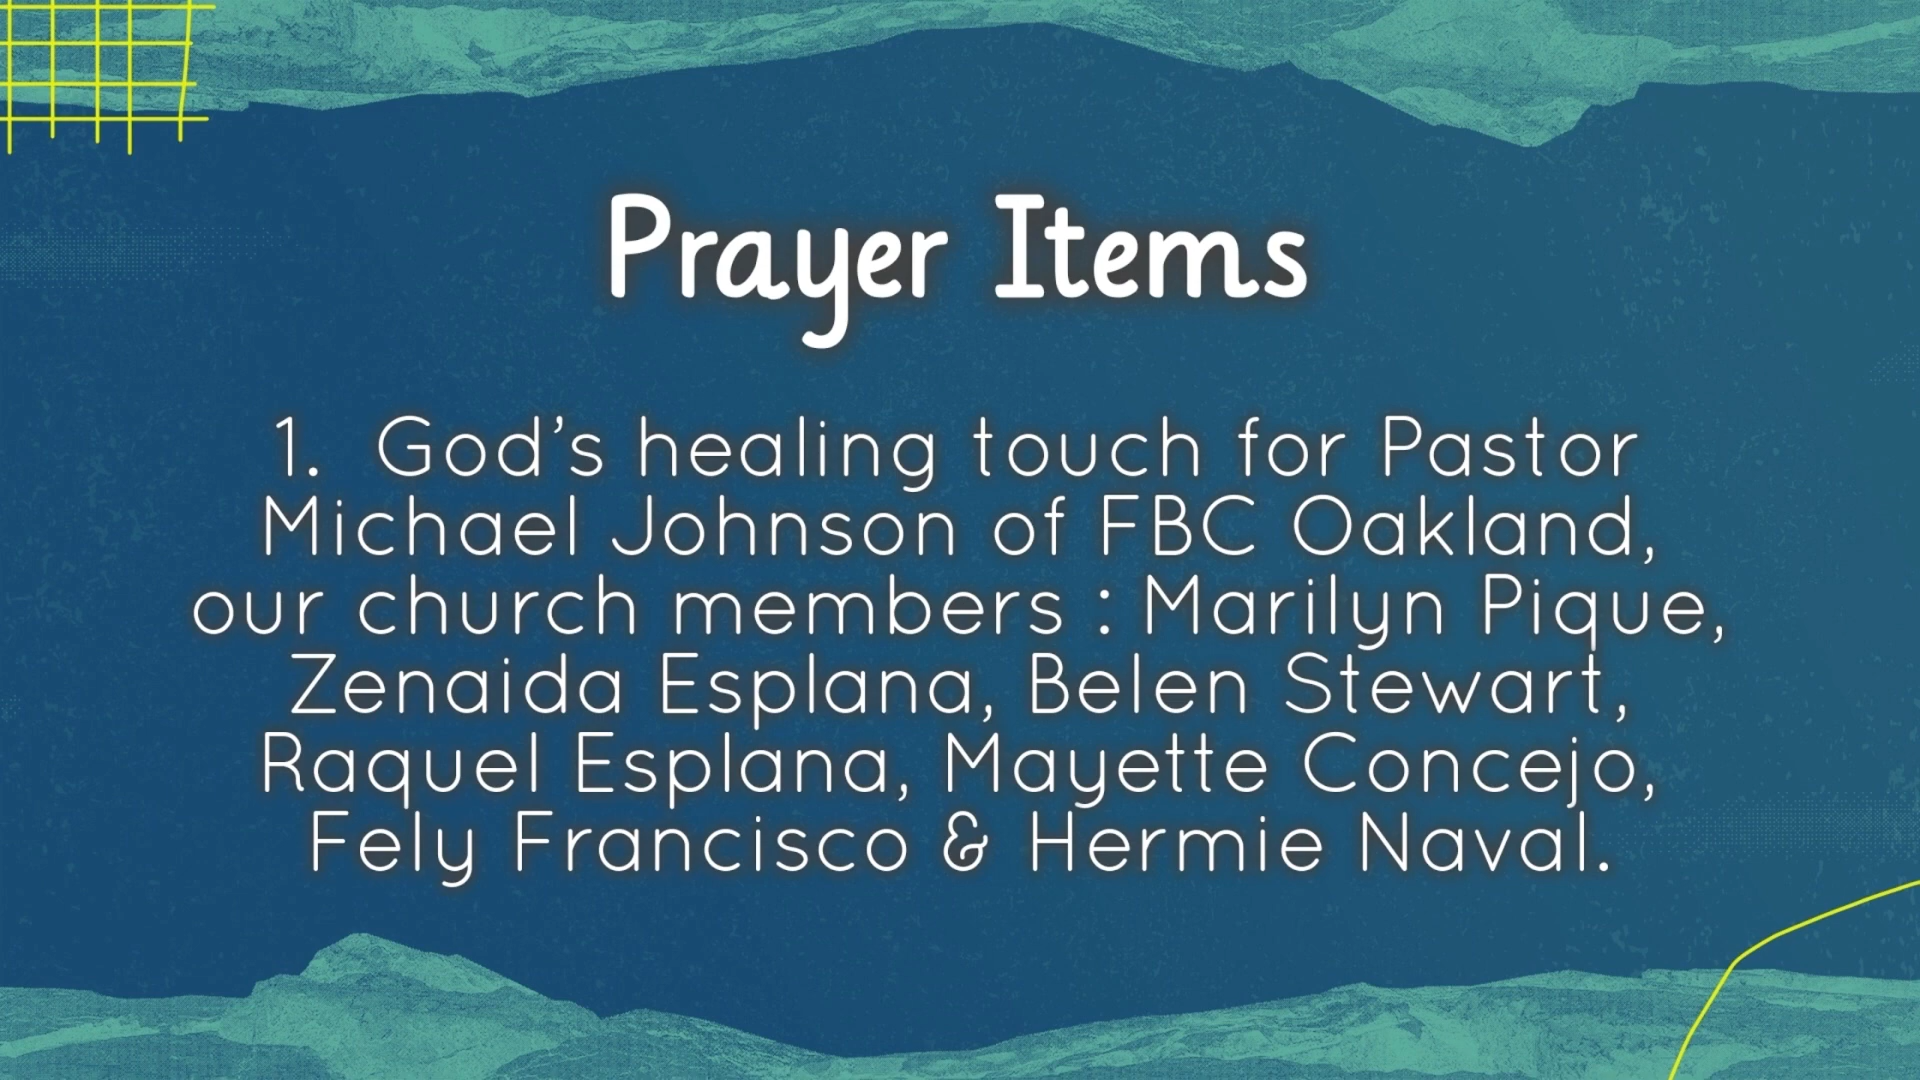 Prayer Items
1. God’s healing touch for Pastor
Michael Johnson of FBC Oakland,
our church members : Marilyn Pique,
Zenaida Esplana, Belen Stewart,
Raquel Esplana, Mayette Concejo,
Fely Francisco & Hermie Naval.